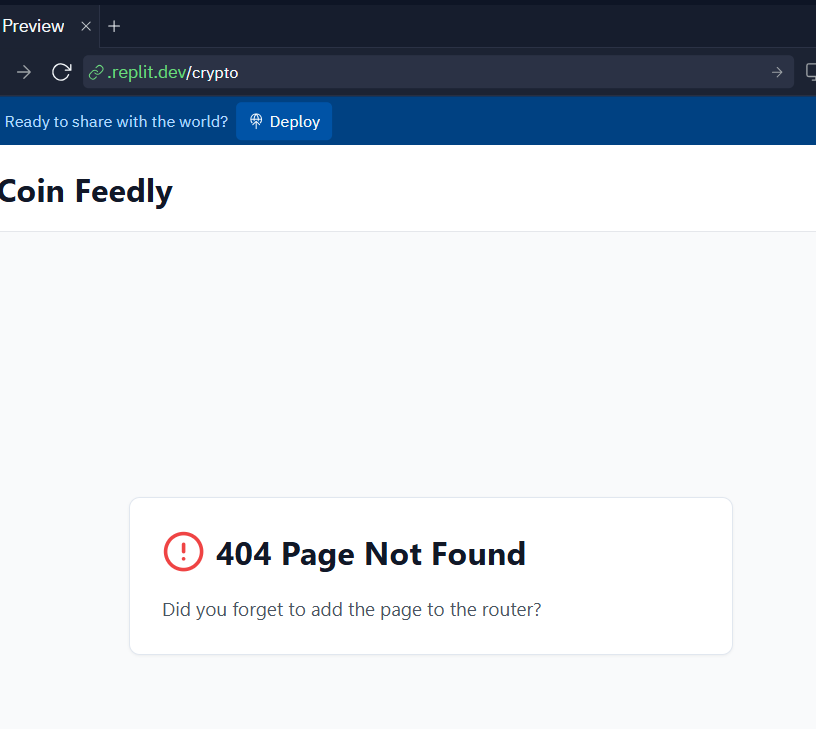 Preview
.replit.dev/crypto
Ready to share with the world? Deploy
Coin Feedly
404 Page Not Found
Did you forget to add the page to the router?